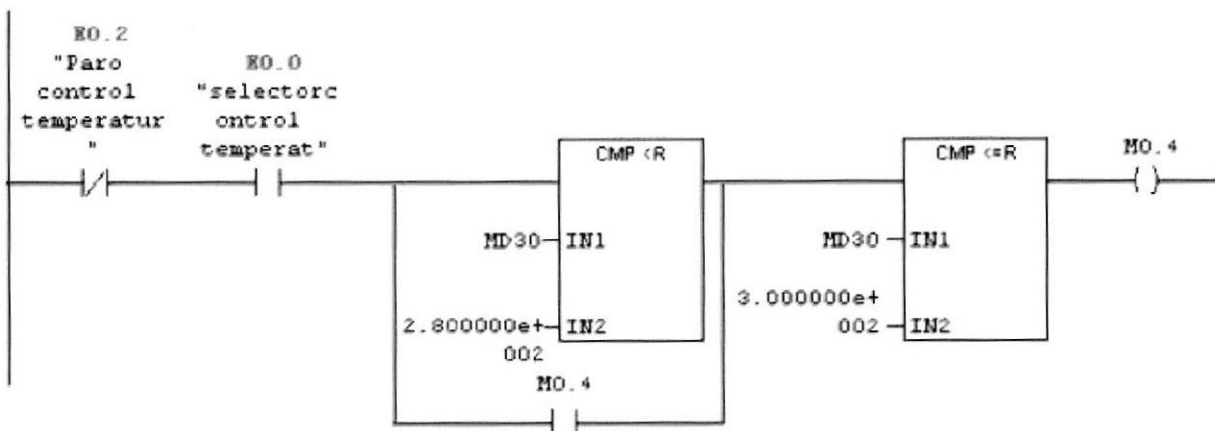 E0.2
"Paro
control
temperatur
"
E0.0
"selectorc
ontrol
temperat"
CMP <R
MD30
IN1
2.800000e+
002
IN2
M0.4
CMP <=R
MD30
IN1
3.000000e+
002
IN2
M0.4